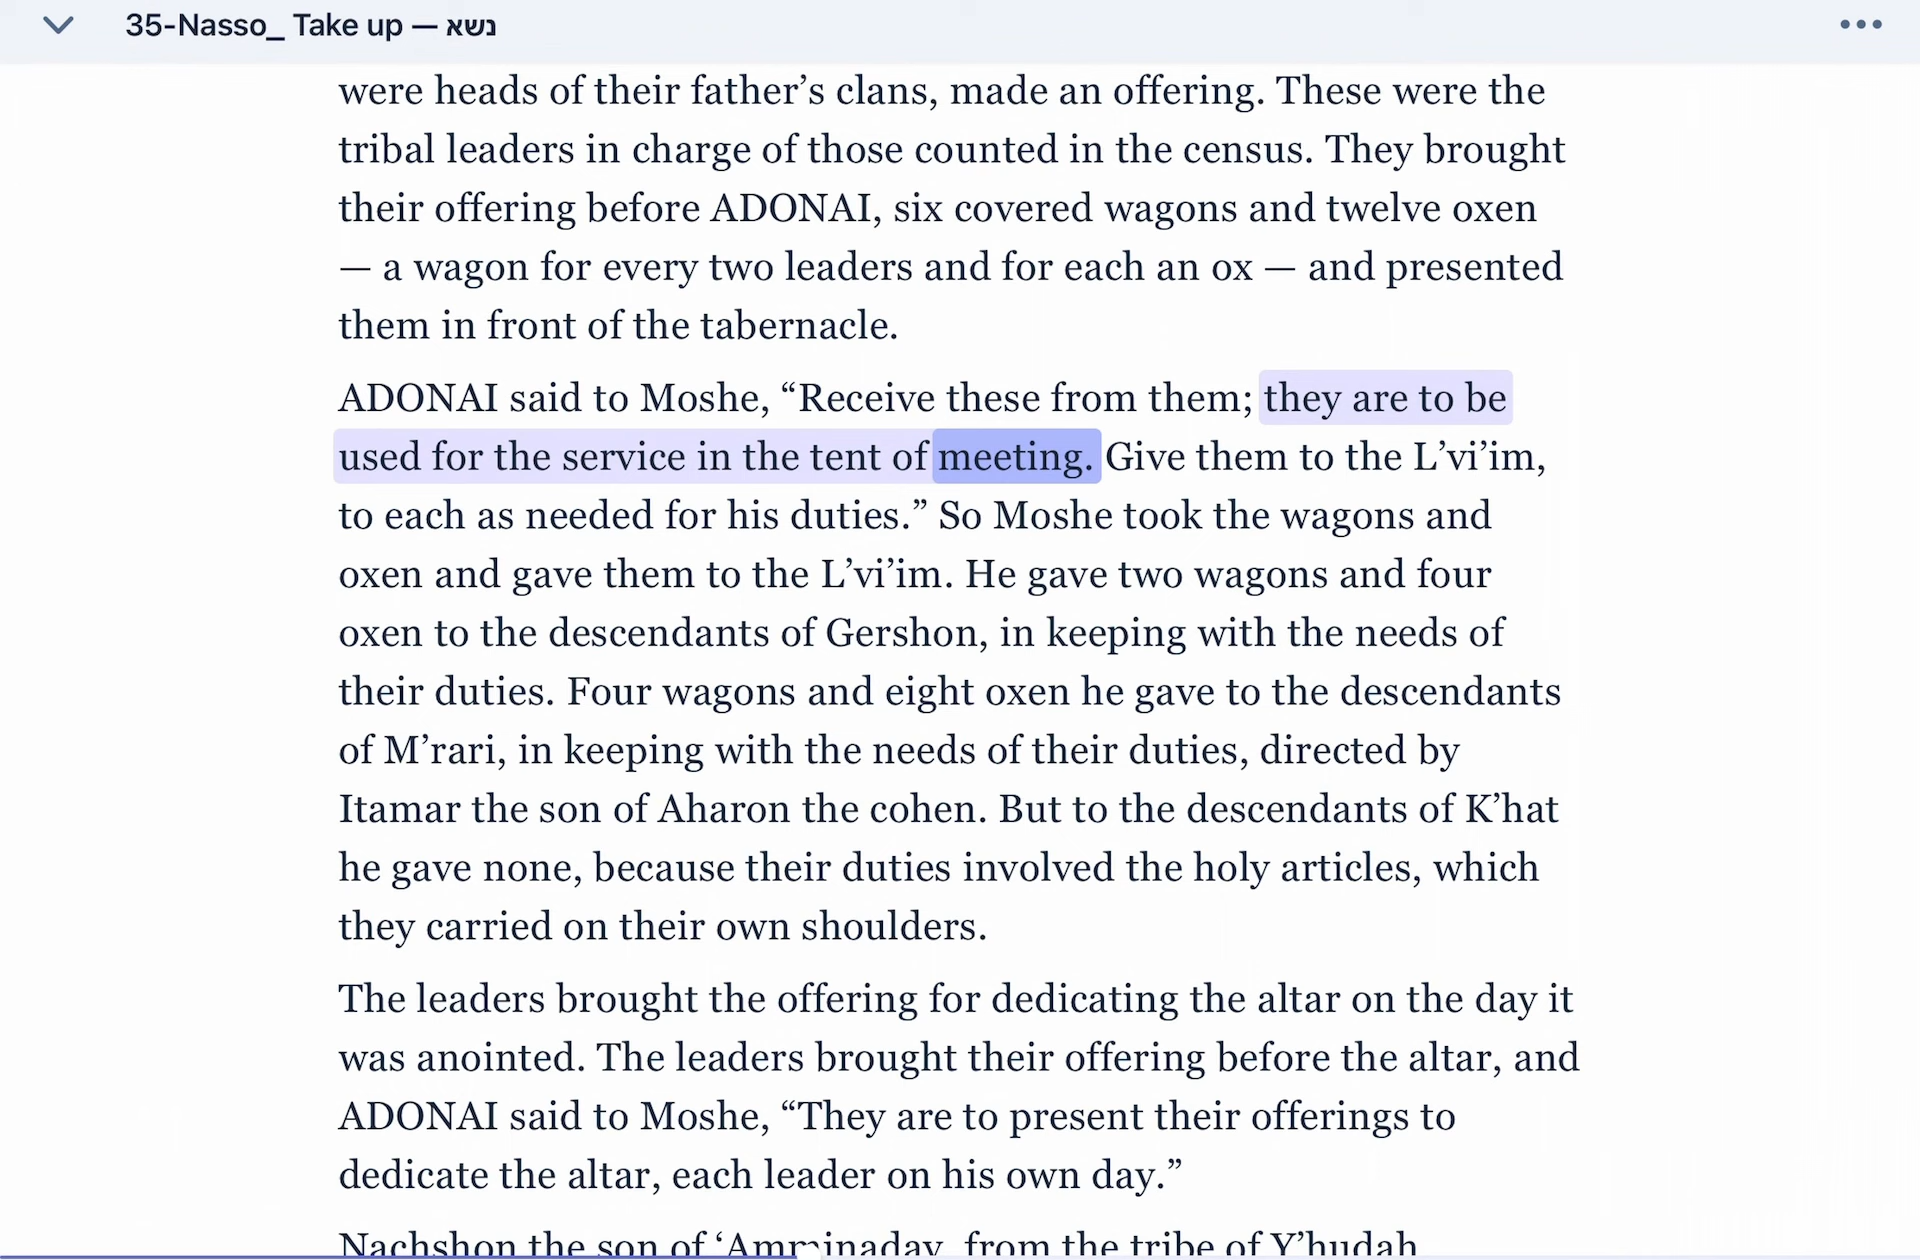 35-Nasso_ Take up — נשא
were heads of their father’s clans, made an offering. These were the
tribal leaders in charge of those counted in the census. They brought
their offering before ADONAI, six covered wagons and twelve oxen
— a wagon for every two leaders and for each an ox — and presented
them in front of the tabernacle.
ADONAI said to Moshe, “Receive these from them; they are to be
used for the service in the tent of meeting. Give them to the L’vi’im,
to each as needed for his duties.” So Moshe took the wagons and
oxen and gave them to the L’vi’im. He gave two wagons and four
oxen to the descendants of Gershon, in keeping with the needs of
their duties. Four wagons and eight oxen he gave to the descendants
of M’rari, in keeping with the needs of their duties, directed by
Itamar the son of Aharon the cohen. But to the descendants of K’hat
he gave none, because their duties involved the holy articles, which
they carried on their own shoulders.
The leaders brought the offering for dedicating the altar on the day it
was anointed. The leaders brought their offering before the altar, and
ADONAI said to Moshe, “They are to present their offerings to
dedicate the altar, each leader on his own day.”
Nachshon the son of ‘Amminadav, from the tribe of Y’hudah